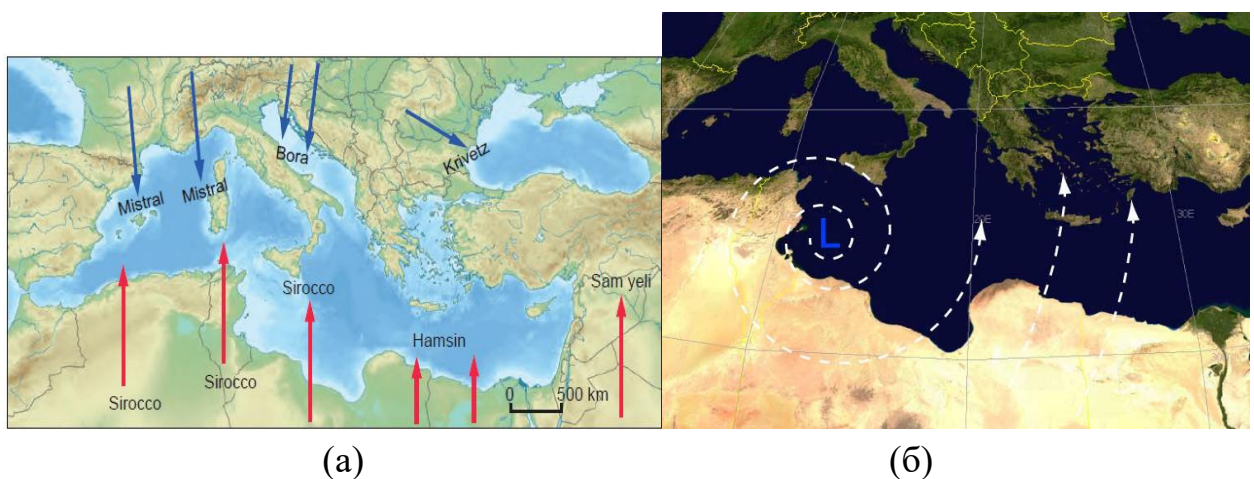 Mistral
Mistral
Bora
Krivetz
Sirocco
Sam yeli
Hamsin
0 500 km
Sirocco
Sirocco
L
20E
30E
(а)
(б)